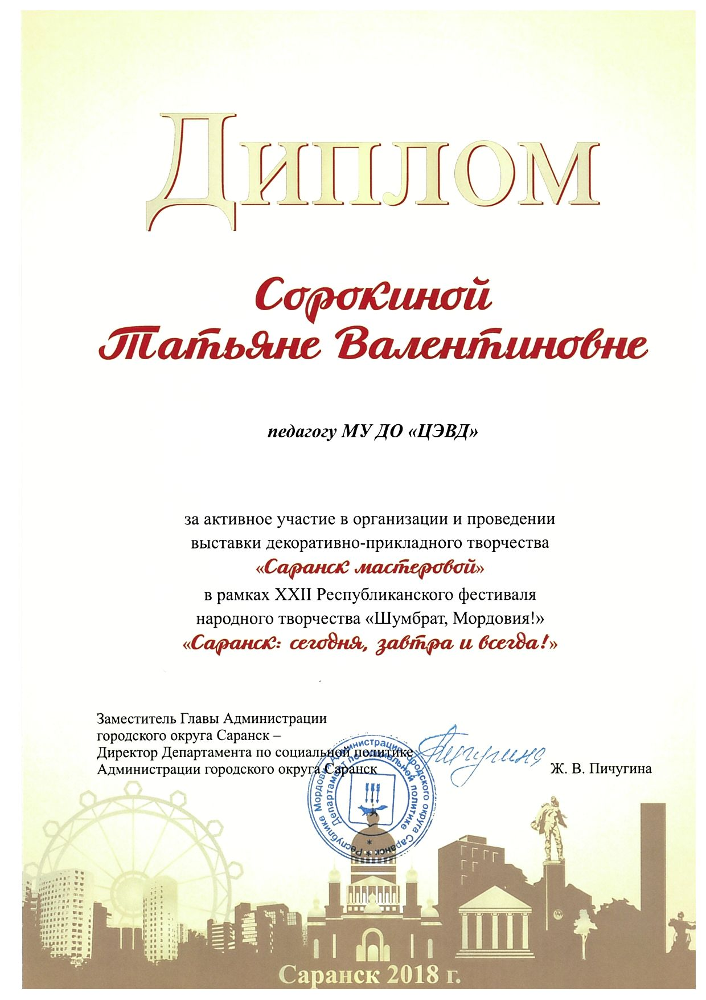 Диплом
Сорокиной
Татьяне Валентиновне
педагогу МУ ДО «ЦЭВД»
за активное участие в организации и проведении
выставки декоративно-прикладного творчества
«Саранск мастеровой»
в рамках XXII Республиканского фестиваля
народного творчества «Шумбрат, Мордовия!»
«Саранск: сегодня, завтра и всегда!»
Заместитель Главы Администрации
городского округа Саранск –
Директор Департамента по социальной политике
Администрации городского округа Саранск
Ж. В. Пичугина
Пичугина
Администрация городского округа Саранск * Республике Мордовия
Департамент по социальной политике *
Саранск 2018 г.